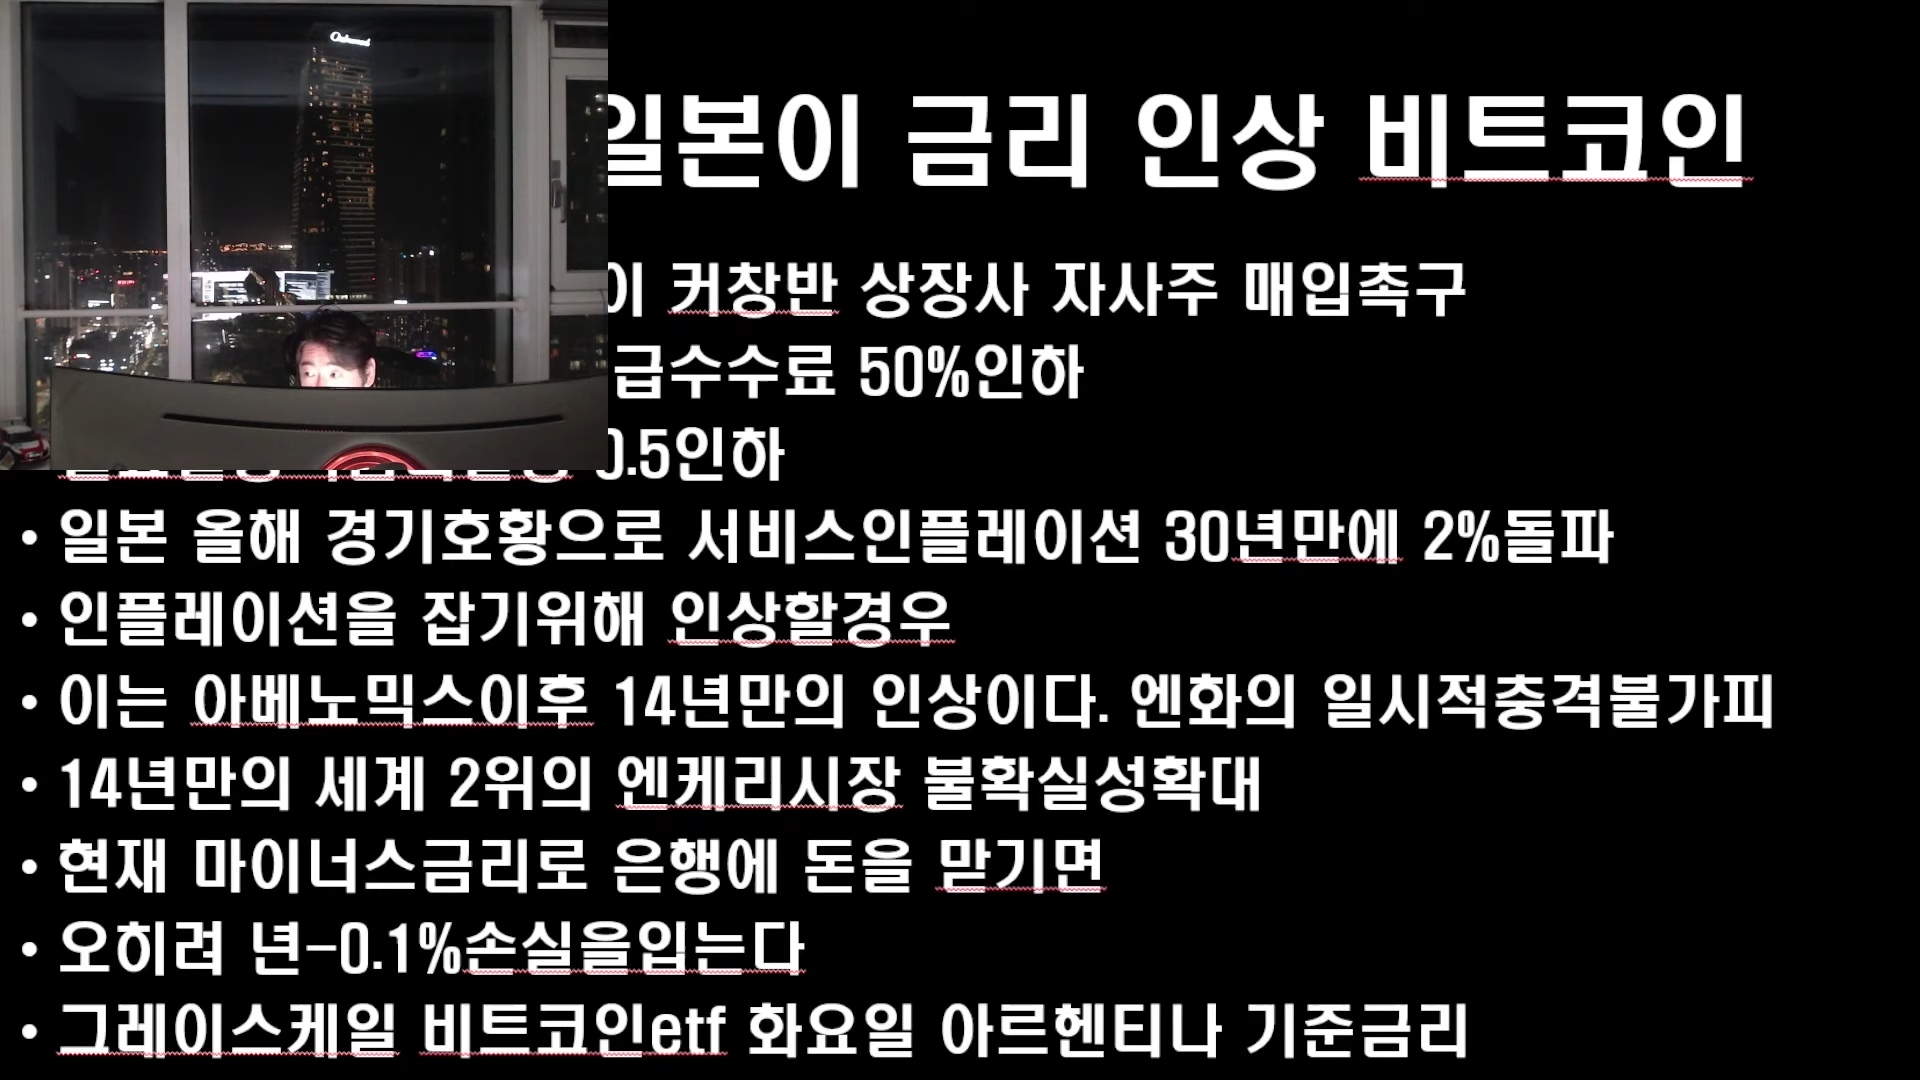 일본이 금리 인상 비트코인
이 커창반 상장사 자사주 매입촉구
급수수료 50%인하
0.5인하
• 일본 올해 경기호황으로 서비스인플레이션 30년만에 2%돌파
• 인플레이션을 잡기위해 인상할경우
• 이는 아베노믹스이후 14년만의 인상이다. 엔화의 일시적충격불가피
• 14년만의 세계 2위의 엔케리시장 불확실성확대
• 현재 마이너스금리로 은행에 돈을 맡기면
• 오히려 년-0.1%손실을입는다
• 그레이스케일 비트코인etf 화요일 아르헨티나 기준금리